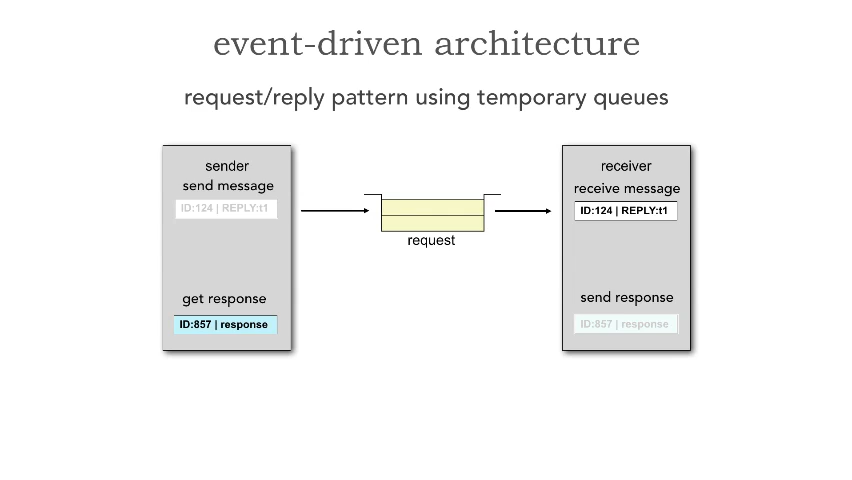 event-driven architecture
request/reply pattern using temporary queues
sender
send message
ID:124 | REPLY:t1
get response
ID:857 | response
request
receiver
receive message
ID:124 | REPLY:t1
send response
ID:857 | response